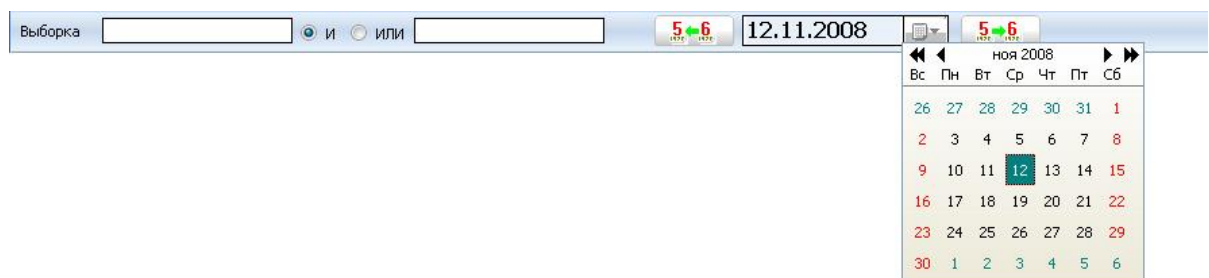 Выборка и или 5 6 12.11.2008 5 6
ноя 2008
Вс Пн Вт Ср Чт Пт Сб
26 27 28 29 30 31 1
2 3 4 5 6 7 8
9 10 11 12 13 14 15
16 17 18 19 20 21 22
23 24 25 26 27 28 29
30 1 2 3 4 5 6